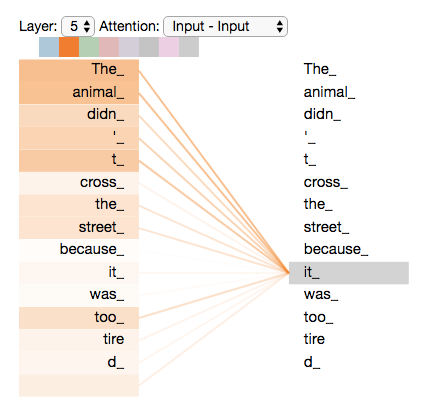 Layer: 5 Attention: Input - Input
The_ The_
animal_ animal_
didn_ didn_
'_ '_
t_ t_
cross_ cross_
the_ the_
street_ street_
because_ because_
it_ it_
was_ was_
too_ too_
tire tire
d_ d_